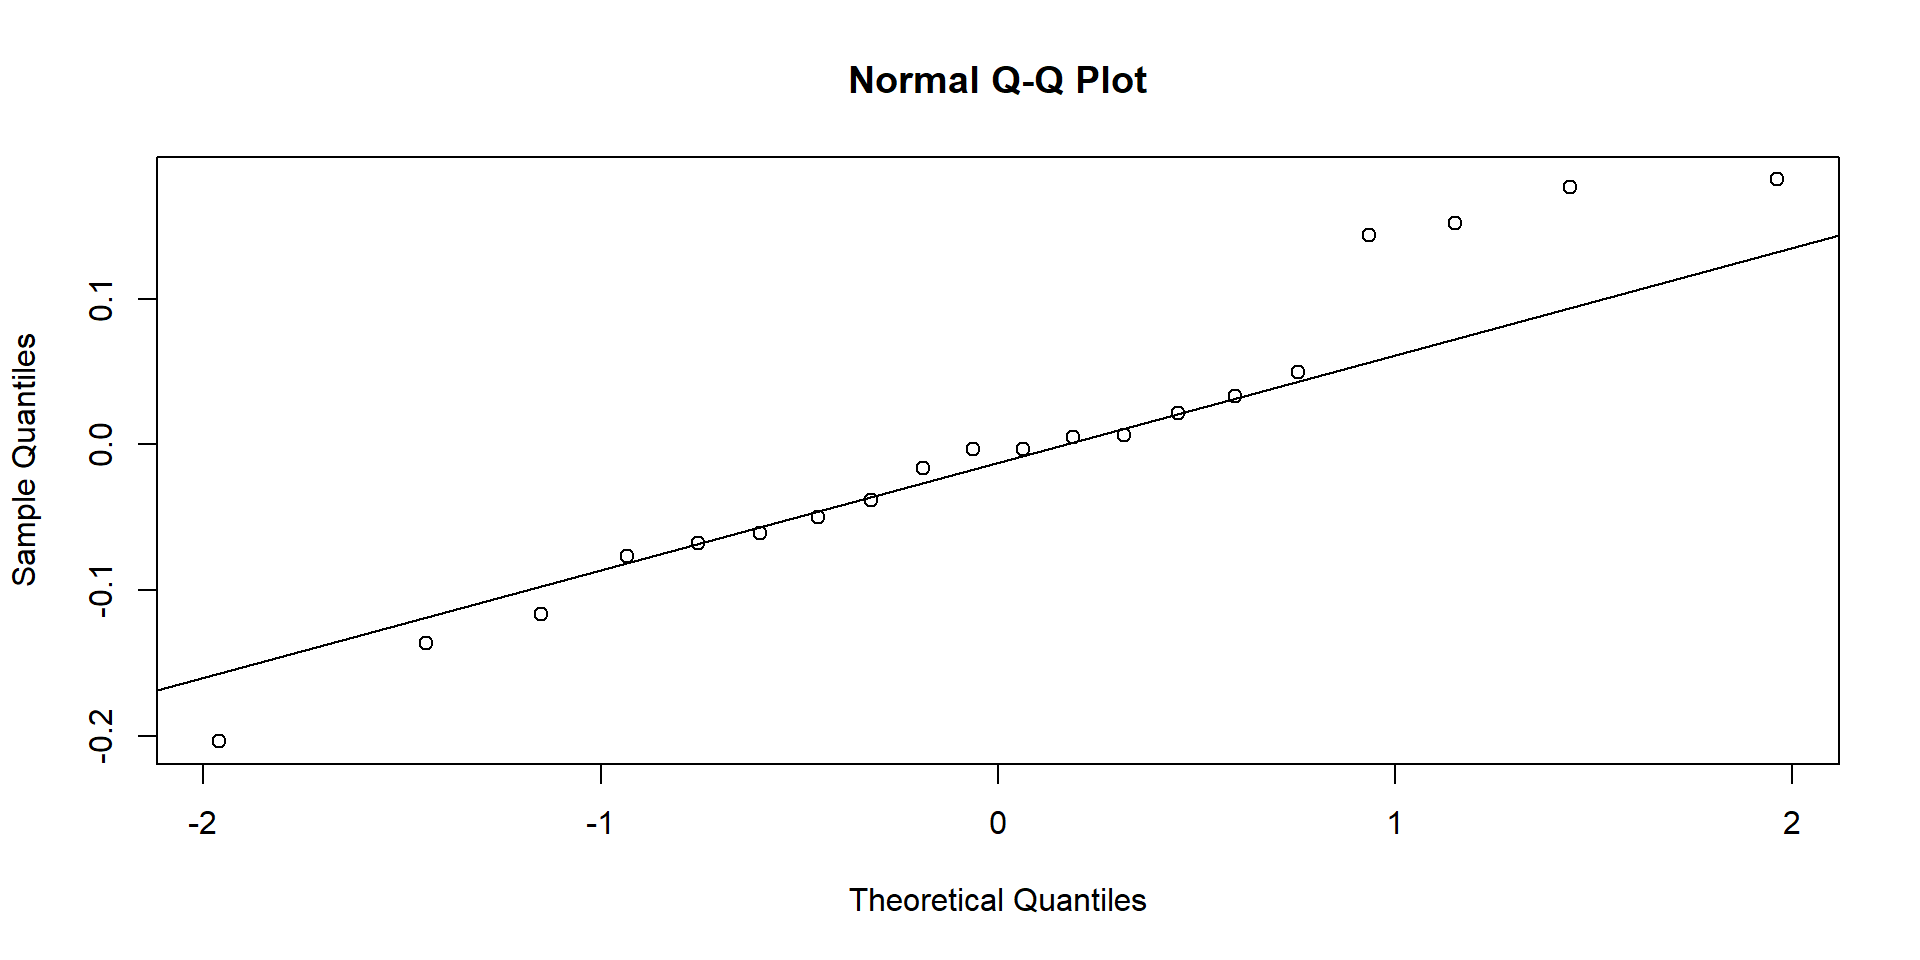 Normal Q-Q Plot
Sample Quantiles
0.1
0.0
-0.1
-0.2
-2 -1 0 1 2
Theoretical Quantiles